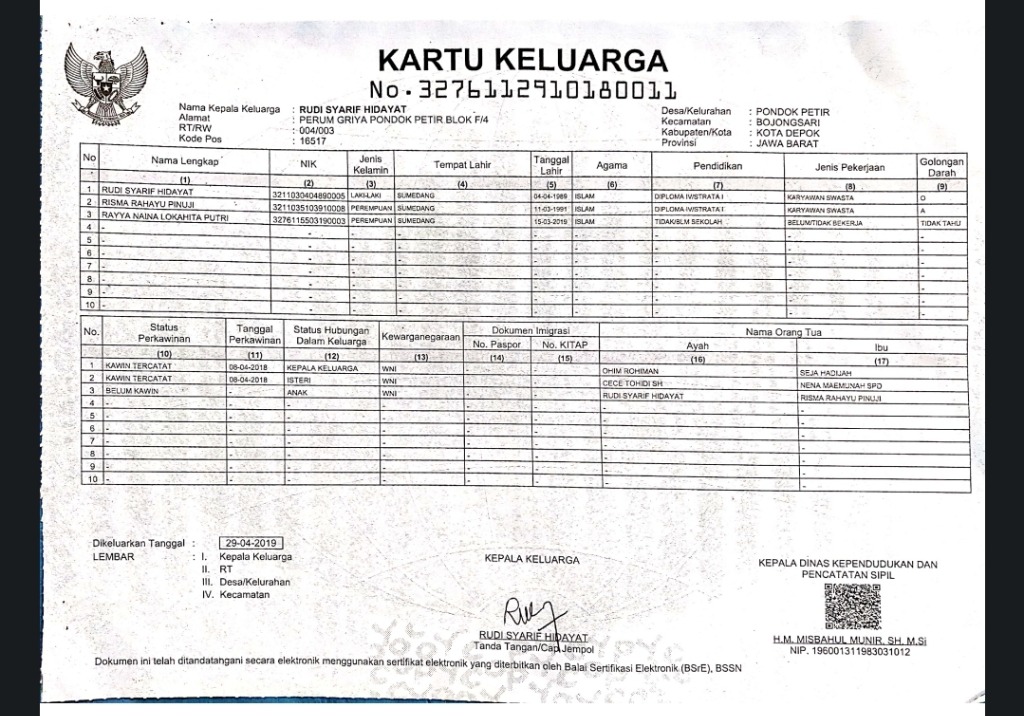 KARTU KELUARGA
No. 3276112910180011
Nama Kepala Keluarga : RUDI SYARIF HIDAYAT
Alamat : PERUM GRIYA PONDOK PETIR BLOK F/4
RT/RW : 004/003
Kode Pos : 16517
Desa/Kelurahan : PONDOK PETIR
Kecamatan : BOJONGSARI
Kabupaten/Kota : KOTA DEPOK
Provinsi : JAWA BARAT
No Nama Lengkap NIK Jenis Kelamin Tempat Lahir Tanggal Lahir Agama Pendidikan Jenis Pekerjaan Golongan Darah
(1) (2) (3) (4) (5) (6) (7) (8) (9)
1 RUDI SYARIF HIDAYAT 3211030404890005 LAKI-LAKI SUMEDANG 04-04-1989 ISLAM DIPLOMA IV/STRATA I KARYAWAN SWASTA O
2 RISMA RAHAYU PINUJI 3211035103910008 PEREMPUAN SUMEDANG 11-03-1991 ISLAM DIPLOMA IV/STRATA I KARYAWAN SWASTA A
3 RAYYA NAINA LOKAHITA PUTRI 3276115503190003 PEREMPUAN SUMEDANG 15-03-2019 ISLAM TIDAK/BLM SEKOLAH BELUM/TIDAK BEKERJA TIDAK TAHU
4 - - - - - - - - -
5 - - - - - - - - -
6 - - - - - - - - -
7 - - - - - - - - -
8 - - - - - - - - -
9 - - - - - - - - -
10 - - - - - - - - -
No. Status Perkawinan Tanggal Perkawinan Status Hubungan Dalam Keluarga Kewarganegaraan Dokumen Imigrasi Nama Orang Tua
No. Paspor No. KITAP Ayah Ibu
(10) (11) (12) (13) (14) (15) (16) (17)
1 KAWIN TERCATAT 08-04-2018 KEPALA KELUARGA WNI - - OHIM ROHIMAN SEJA HADIJAH
2 KAWIN TERCATAT 08-04-2018 ISTERI WNI - - CECE TOHIDI SH NENA MAEMUNAH SPD
3 BELUM KAWIN - ANAK WNI - - RUDI SYARIF HIDAYAT RISMA RAHAYU PINUJI
4 - - - - - - - -
5 - - - - - - - -
6 - - - - - - - -
7 - - - - - - - -
8 - - - - - - - -
9 - - - - - - - -
10 - - - - - - - -
Dikeluarkan Tanggal : 29-04-2019
LEMBAR : I. Kepala Keluarga
II. RT
III. Desa/Kelurahan
IV. Kecamatan
KEPALA KELUARGA
RUDI SYARIF HIDAYAT
Tanda Tangan/Cap Jempol
KEPALA DINAS KEPENDUDUKAN DAN
PENCATATAN SIPIL
H.M. MISBAHUL MUNIR, SH, M.Si
NIP. 196001311983031012
Dokumen ini telah ditandatangani secara elektronik menggunakan sertifikat elektronik yang diterbitkan oleh Balai Sertifikasi Elektronik (BSrE), BSSN